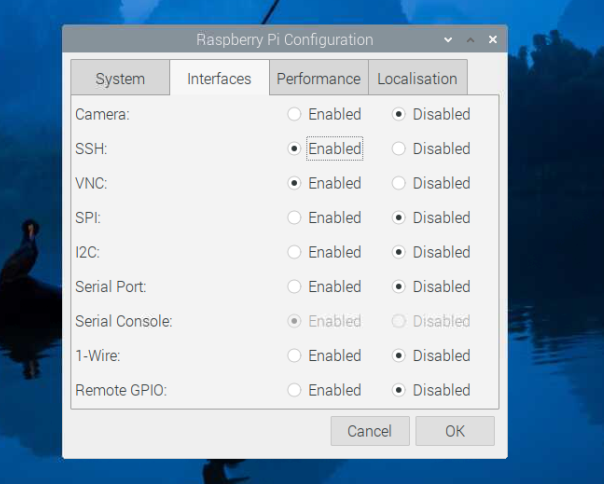 Raspberry Pi Configuration
System Interfaces Performance Localisation
Camera: Enabled Disabled
SSH: Enabled Disabled
VNC: Enabled Disabled
SPI: Enabled Disabled
I2C: Enabled Disabled
Serial Port: Enabled Disabled
Serial Console: Enabled Disabled
1-Wire: Enabled Disabled
Remote GPIO: Enabled Disabled
Cancel OK